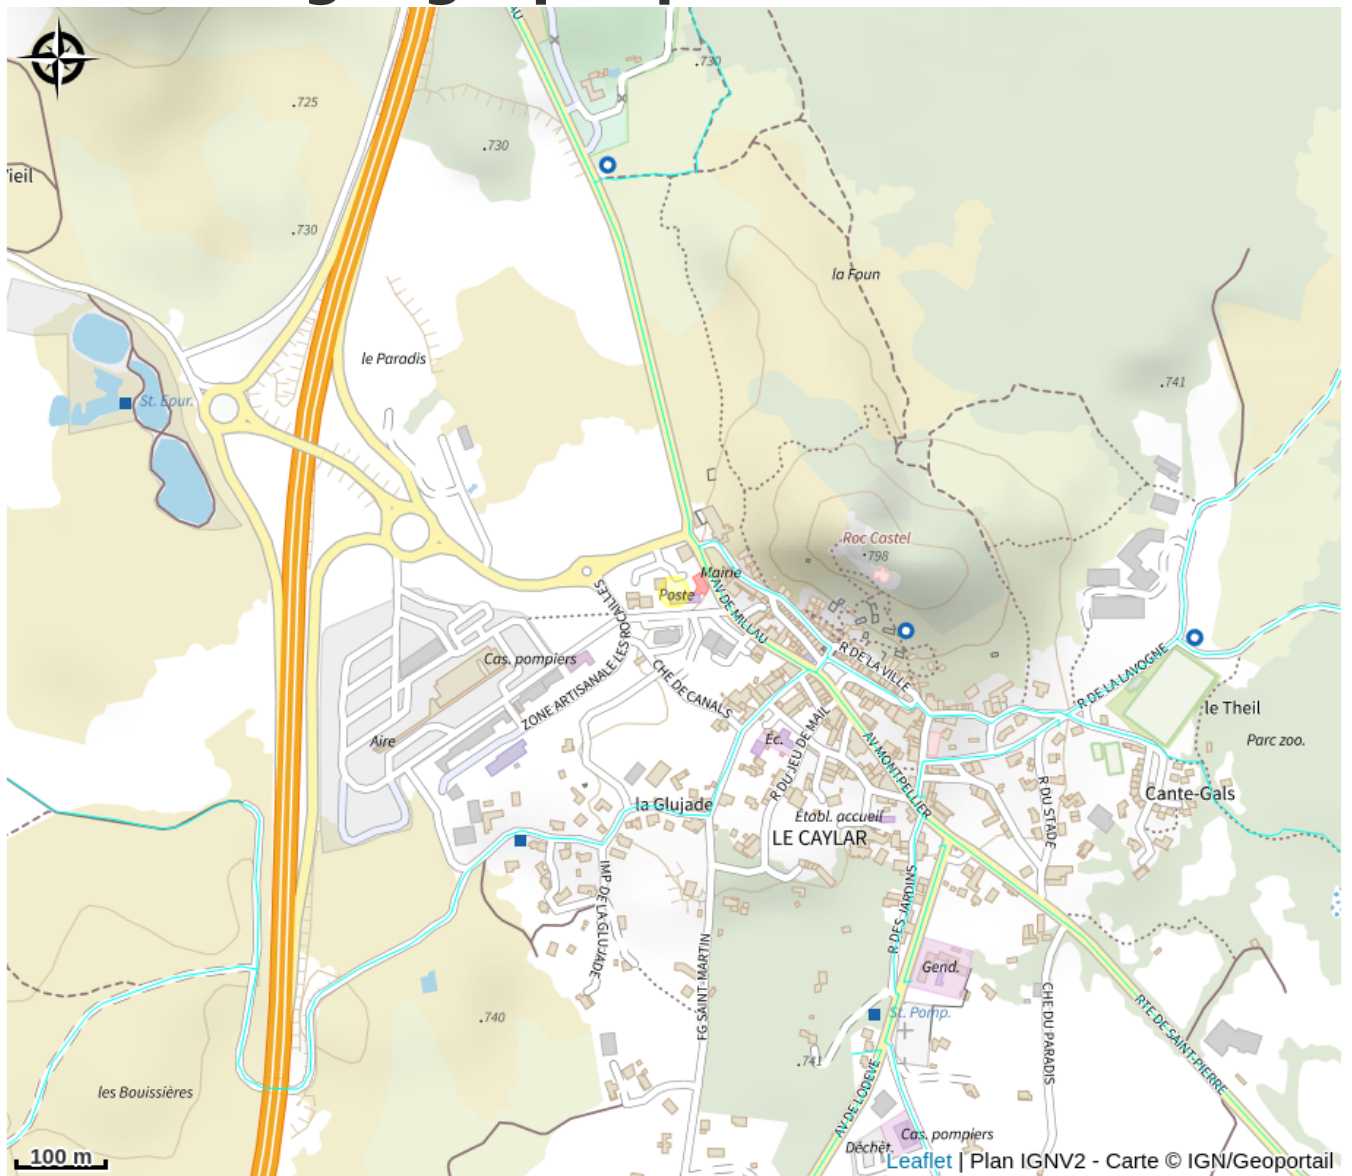 .730
.725
.730
ieil
.730
la Foun
le Paradis
.741
St. Epur.
Roc Castel
.798
Mairie
Poste
AV DE MILLAU
ZONE ARTISANALE LES ROCAILLES
Cas. pompiers
R DE LA VILLE
CHE DE CANALS
R DE LA LAVOGNE
le Theil
Parc zoo.
Aire
Éc.
R DU JEU DE MAIL
AV MONTPELLIER
Cante-Gals
la Glujade
Établ. accueil
LE CAYLAR
R DU STADE
IMP DE LA GLUJADE
R DES JARDINS
Gend.
FG SAINT-MARTIN
.740
St. Pomp.
CHE DU PARADIS
RTE DE SAINT-PIERRE
.741
les Bouissières
AV DE LODEVE
Déchèt.
Cas. pompiers
100 m
Leaflet | Plan IGNV2 - Carte © IGN/Geoportail